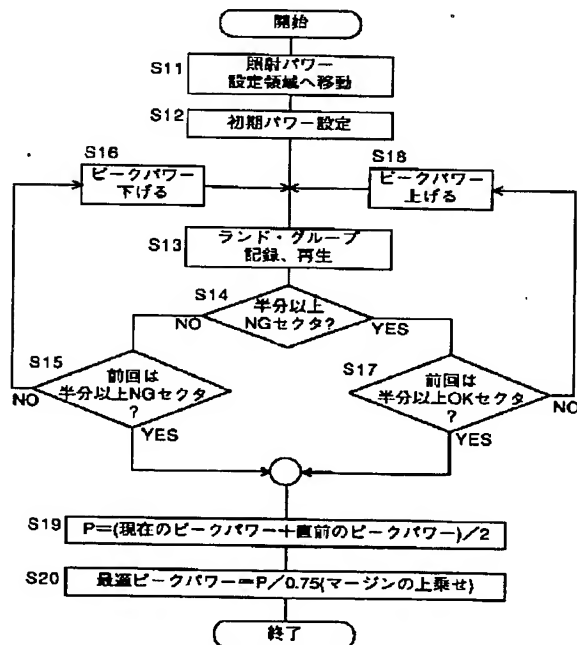 開始
S11
照射パワー
設定領域へ移動
S12
初期パワー設定
S16
ピークパワー
下げる
S18
ピークパワー
上げる
S13
ランド・グルーブ
記録、再生
S14
半分以上
NGセクタ?
NO
YES
S15
前回は
半分以上NGセクタ
?
NO
YES
S17
前回は
半分以上OKセクタ
?
NO
YES
S19
P=(現在のピークパワー+直前のピークパワー)/2
S20
最適ピークパワー=P/0.75(マージンの上乗せ)
終了